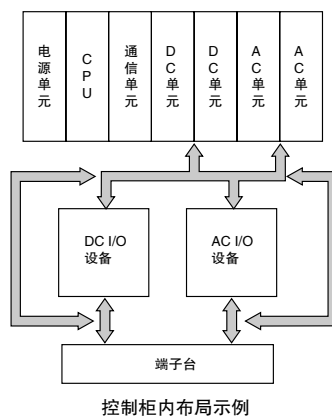 电源单元
CPU
通信单元
DC单元
DC单元
AC单元
AC单元
DC I/O
设备
AC I/O
设备
端子台
控制柜内布局示例